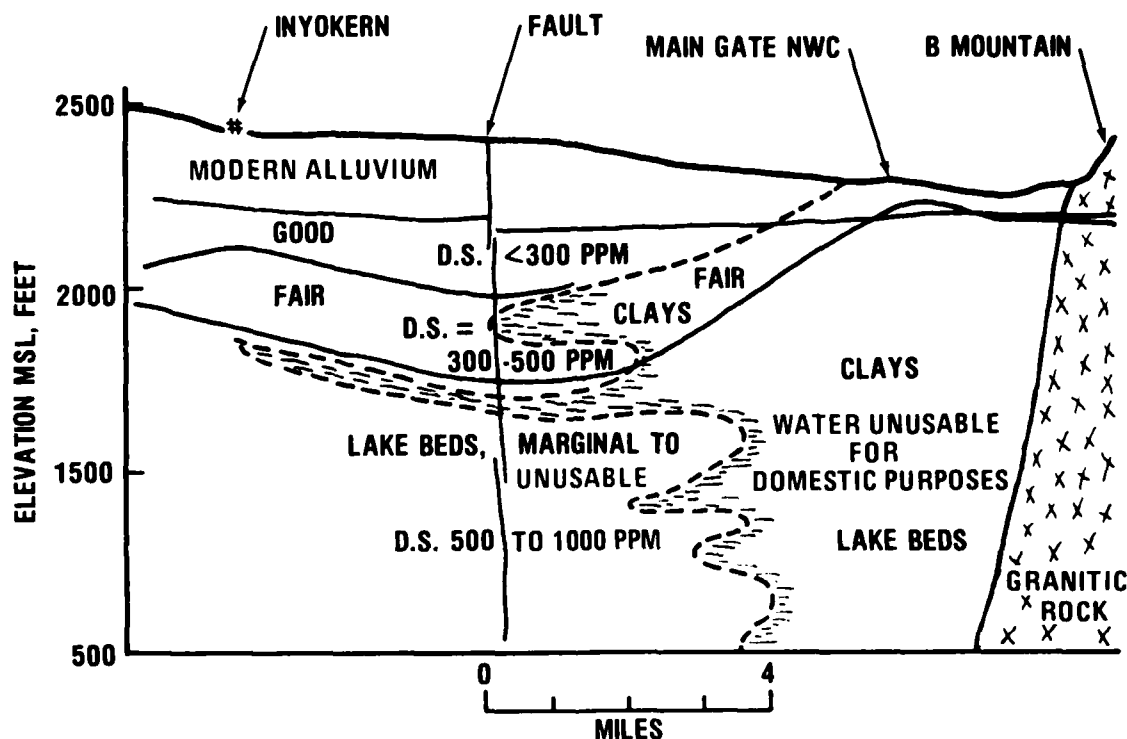 INYOKERN
FAULT
MAIN GATE NWC
B MOUNTAIN
2500
MODERN ALLUVIUM
GOOD
D.S. <300 PPM
2000
FAIR
FAIR
CLAYS
D.S. =
300-500 PPM
CLAYS
ELEVATION MSL, FEET
LAKE BEDS, MARGINAL TO
UNUSABLE
WATER UNUSABLE
FOR
DOMESTIC PURPOSES
1500
D.S. 500 TO 1000 PPM
LAKE BEDS
GRANITIC
ROCK
500
0
4
MILES